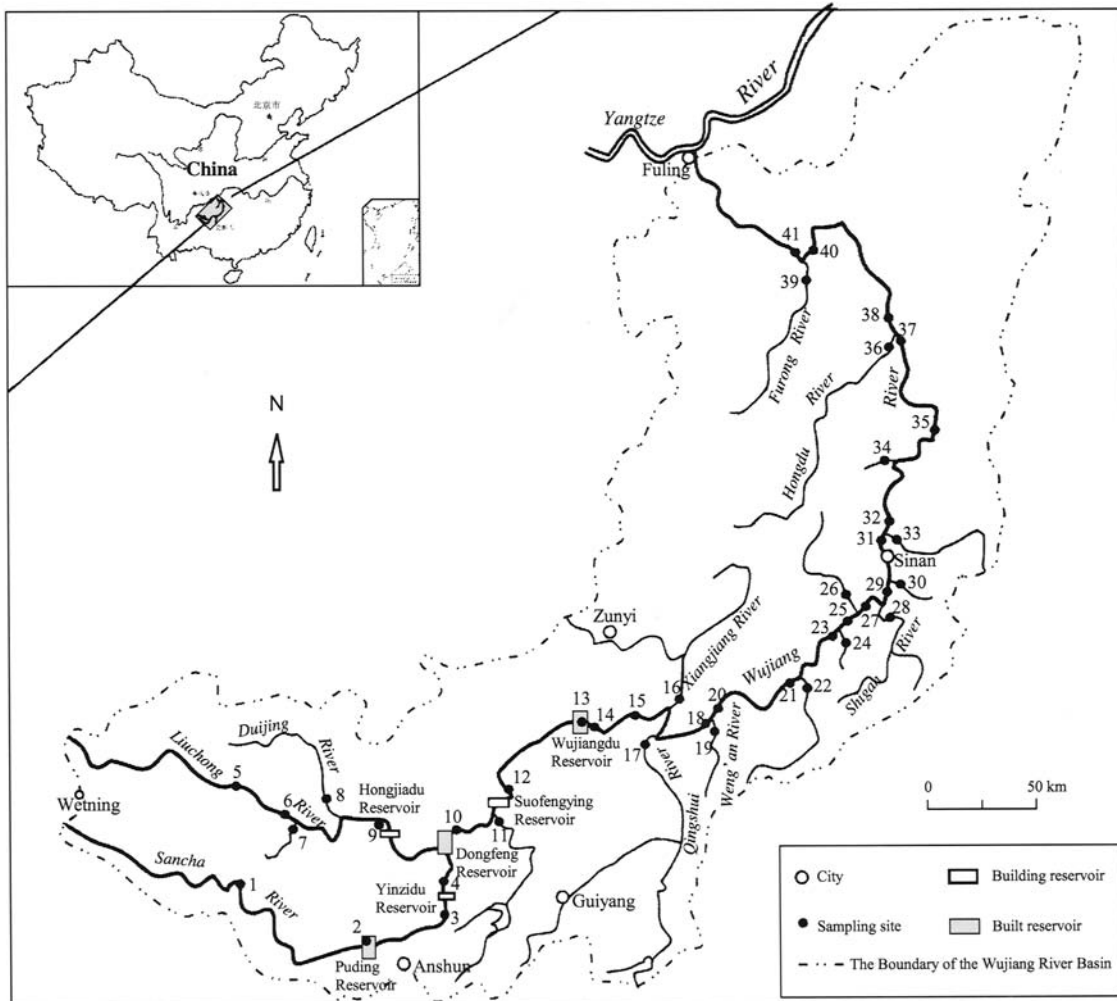 北京市
China
Yangtze
River
Fuling
41
40
39
Furong River
38
37
36
River
Hongdu River
35
34
32
31
33
Sinan
N
26
29
30
25
27
28
23
24
Shigan River
Zunyi
Xiangjiang River
Wujiang
16
20
21
22
13
15
14
18
19
Wujiangdu
Reservoir
17
Qingshui River
Weng'an River
Duijing River
Liuchong River
5
Hongjiadu
Reservoir
12
Suofengying
Reservoir
Wetning
6
8
7
9
10
11
Dongfeng
Reservoir
0 50 km
Sancha River
1
4
Yinzidu
Reservoir
3
Guiyang
2
Puding
Reservoir
Anshun
City
Building reservoir
Sampling site
Built reservoir
The Boundary of the Wujiang River Basin